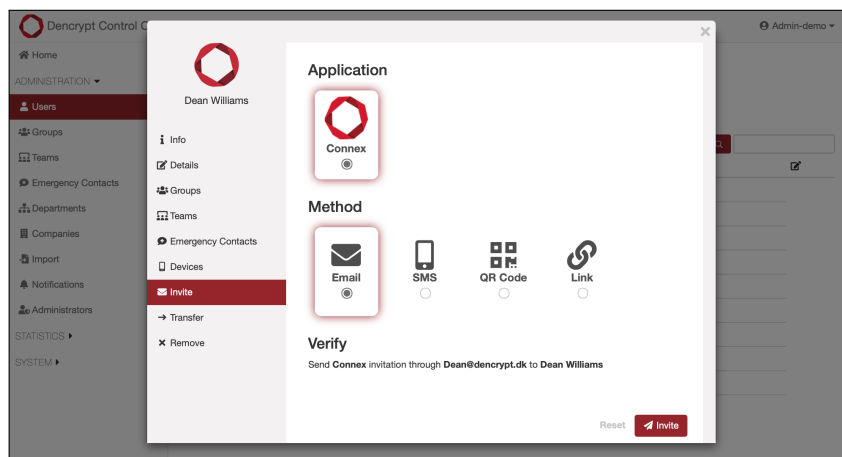 Dencrypt Control C
Admin-demo
Home
ADMINISTRATION
Users
Groups
Teams
Emergency Contacts
Departments
Companies
Import
Notifications
Administrators
STATISTICS
SYSTEM
Dean Williams
Info
Details
Groups
Teams
Emergency Contacts
Devices
Invite
Transfer
Remove
Application
Connex
Method
Email SMS QR Code Link
Verify
Send Connex invitation through Dean@dencrypt.dk to Dean Williams
Reset Invite